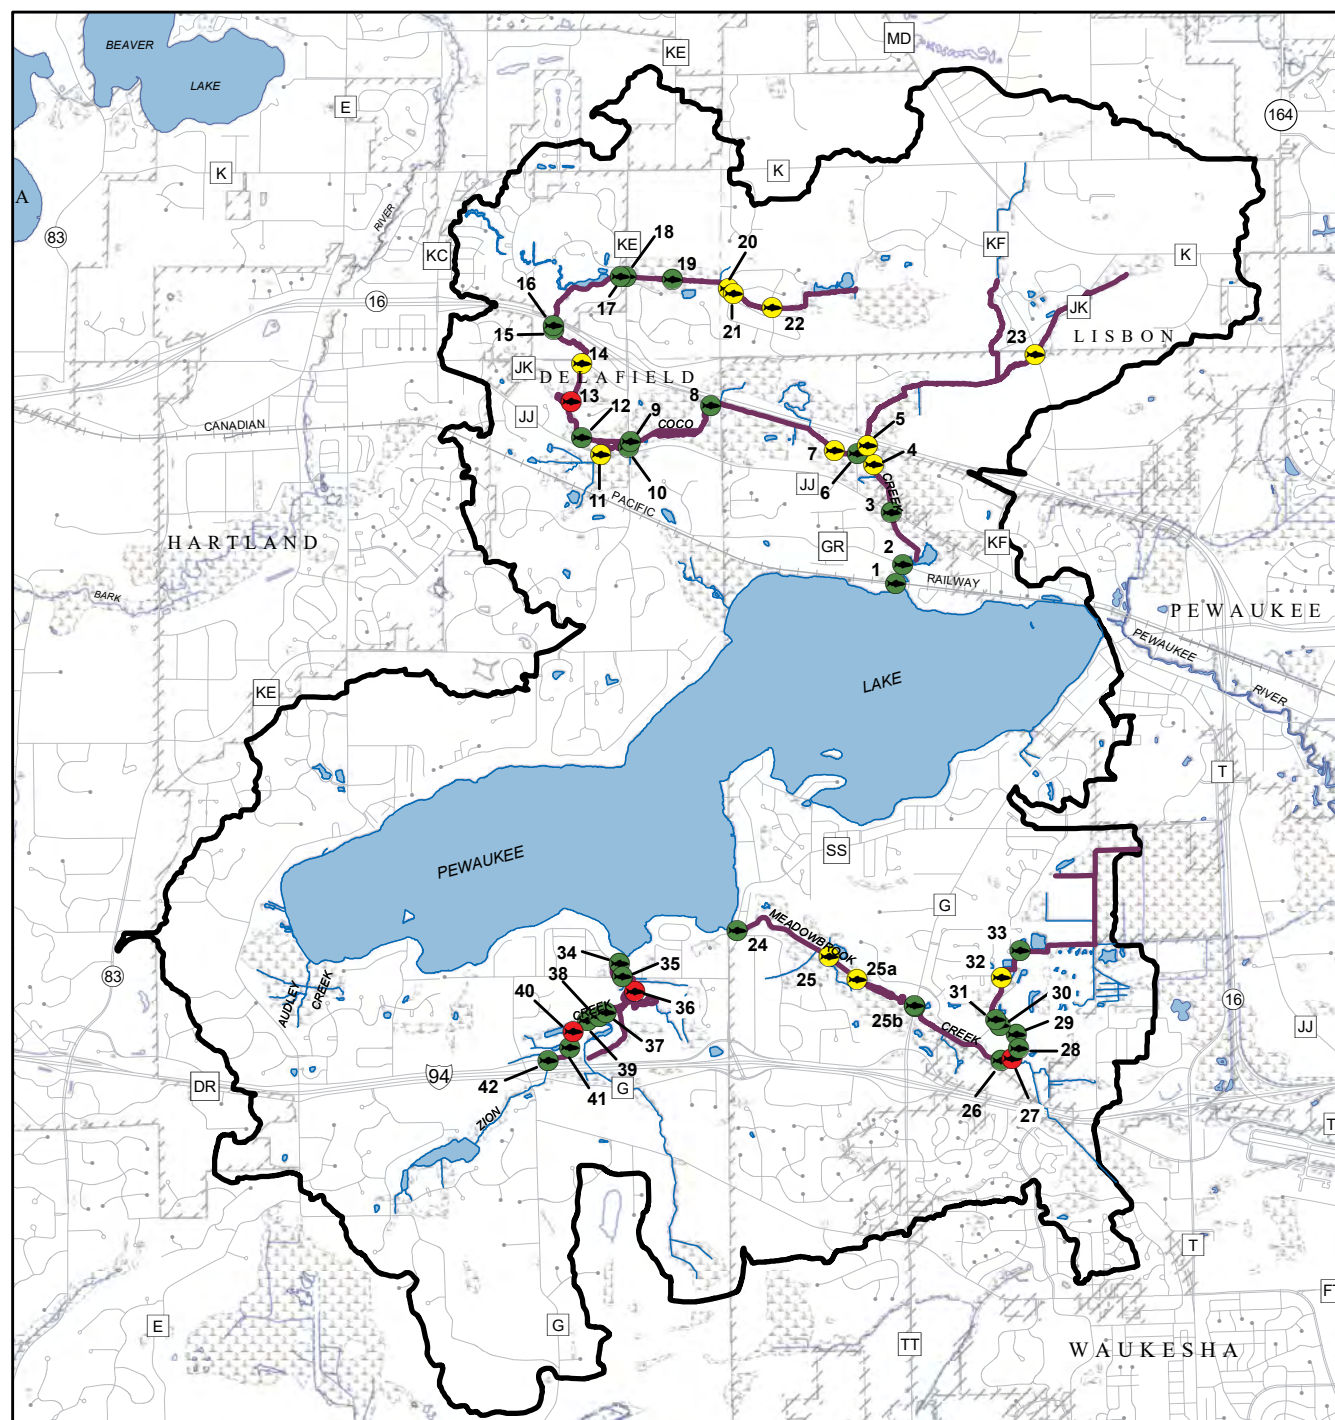 BEAVER
LAKE
KE
MD
E
164
K
K
A
RIVER
83
KC
KE
18
19
20
KF
K
16
16
17
21
22
JK
15
23
LISBON
14
JK
DELAFIELD
13
JJ
12
9
8
COCO
5
CANADIAN
7
4
11
10
6
JJ
CREEK
PACIFIC
3
HARTLAND
GR
2
KF
1
RAILWAY
BARK
PEWAUKEE
PEWAUKEE
RIVER
LAKE
KE
T
SS
PEWAUKEE
G
MEADOWBROOK
24
33
34
35
25
25a
32
38
83
AUDLEY
CREEK
40
CREEK
36
31
30
16
25b
29
JJ
37
CREEK
28
39
94
DR
42
41
G
26
27
ZION
T
T
E
G
TT
FT
WAUKESHA